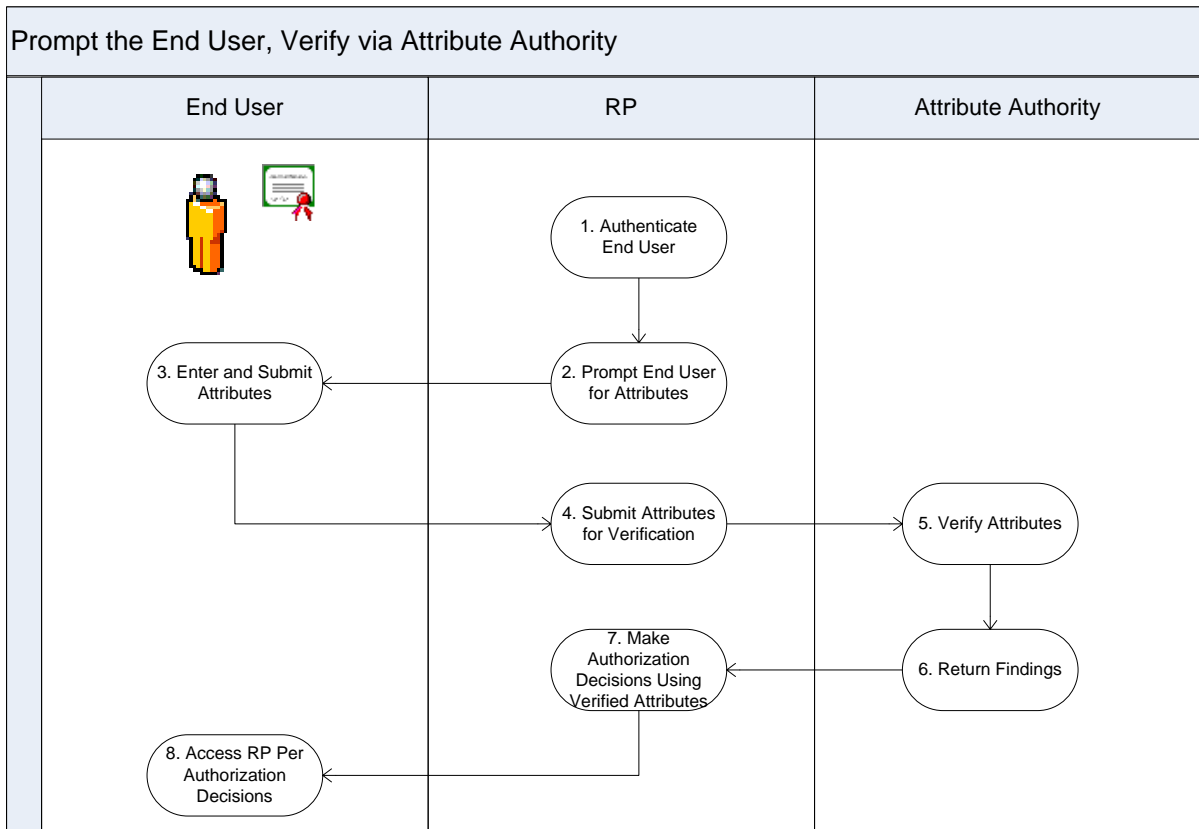 Prompt the End User, Verify via Attribute Authority
End User
RP
Attribute Authority
1. Authenticate
End User
3. Enter and Submit
Attributes
2. Prompt End User
for Attributes
4. Submit Attributes
for Verification
5. Verify Attributes
7. Make
Authorization
Decisions Using
Verified Attributes
6. Return Findings
8. Access RP Per
Authorization
Decisions